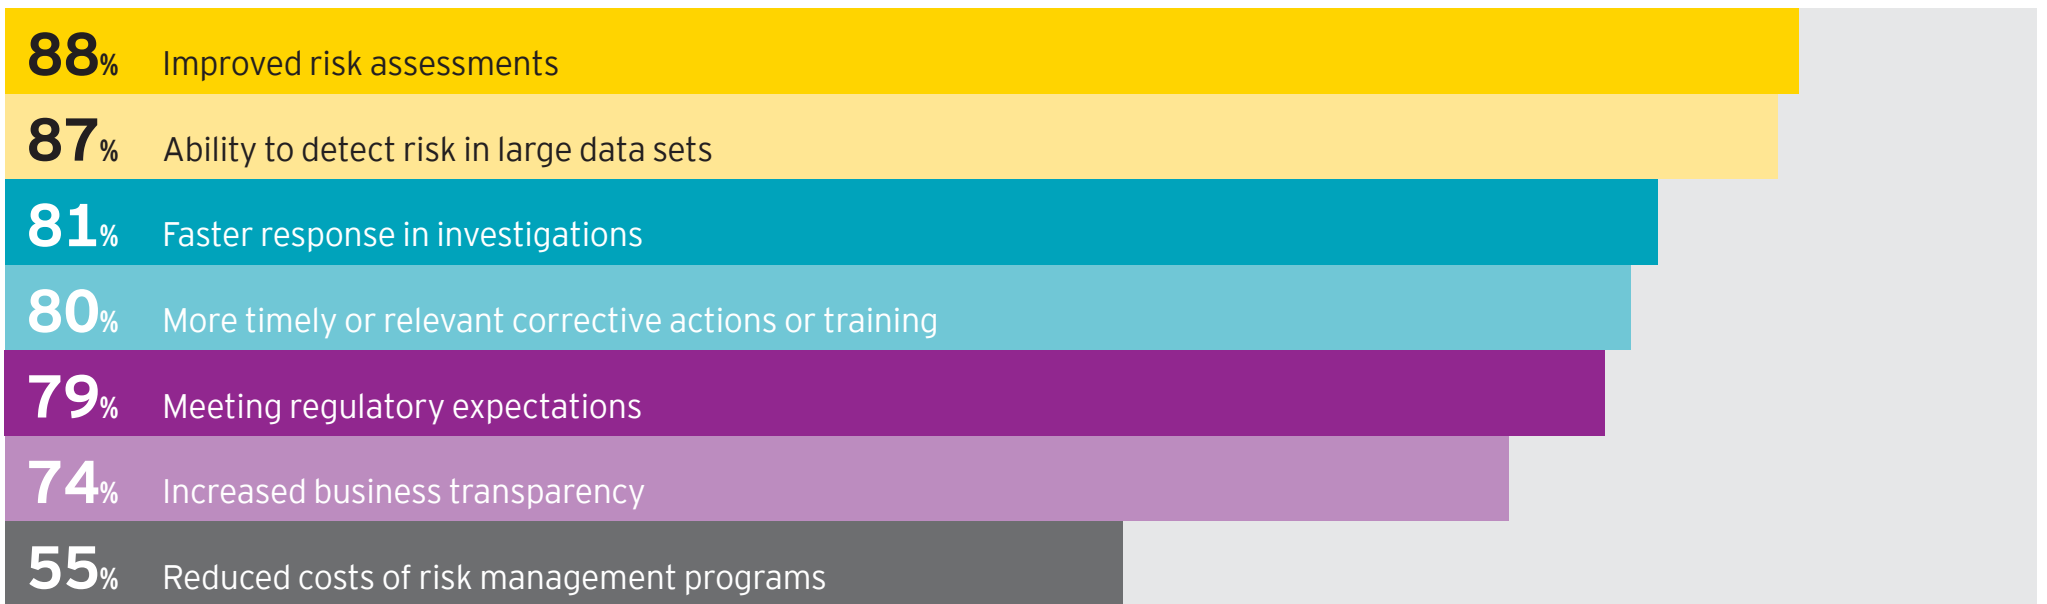 88% Improved risk assessments
87% Ability to detect risk in large data sets
81% Faster response in investigations
80% More timely or relevant corrective actions or training
79% Meeting regulatory expectations
74% Increased business transparency
55% Reduced costs of risk management programs